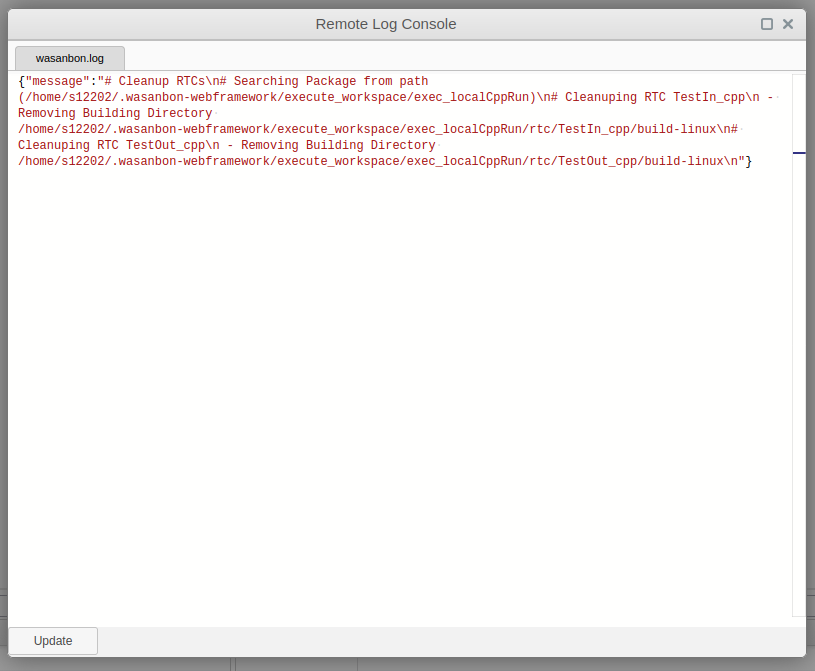 Remote Log Console
wasanbon.log
{"message":"# Cleanup RTCs\n# Searching Package from path
(/home/s12202/.wasanbon-webframework/execute_workspace/exec_localCppRun)\n# Cleanuping RTC TestIn_cpp\n -
Removing Building Directory
/home/s12202/.wasanbon-webframework/execute_workspace/exec_localCppRun/rtc/TestIn_cpp/build-linux\n#
Cleanuping RTC TestOut_cpp\n - Removing Building Directory
/home/s12202/.wasanbon-webframework/execute_workspace/exec_localCppRun/rtc/TestOut_cpp/build-linux\n"}
Update